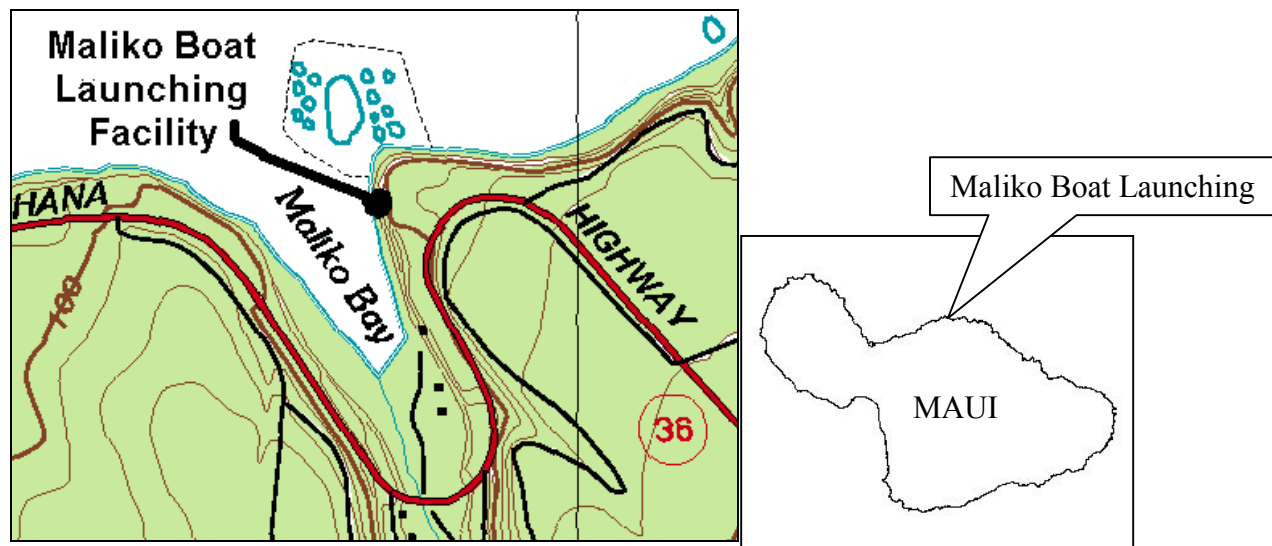 Maliko Boat
Launching
Facility
HANA
Maliko Bay
HIGHWAY
100
36
Maliko Boat Launching
MAUI